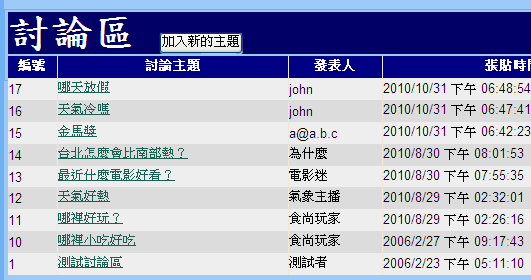 討論區 加入新的主題
編號 討論主題 發表人 張貼時
17 哪天放假 john 2010/10/31 下午 06:48:54
16 天氣冷嗎 john 2010/10/31 下午 06:47:41
15 金馬獎 a@a.b.c 2010/10/31 下午 06:42:23
14 台北怎麼會比南部熱？ 為什麼 2010/8/30 下午 08:01:53
13 最近什麼電影好看？ 電影迷 2010/8/30 下午 07:55:35
12 天氣好熱 氣象主播 2010/8/29 下午 02:32:01
11 哪裡好玩？ 食尚玩家 2010/8/29 下午 02:26:16
10 哪裡小吃好吃 食尚玩家 2006/2/27 下午 09:17:43
1 測試討論區 測試者 2006/2/23 下午 05:11:10